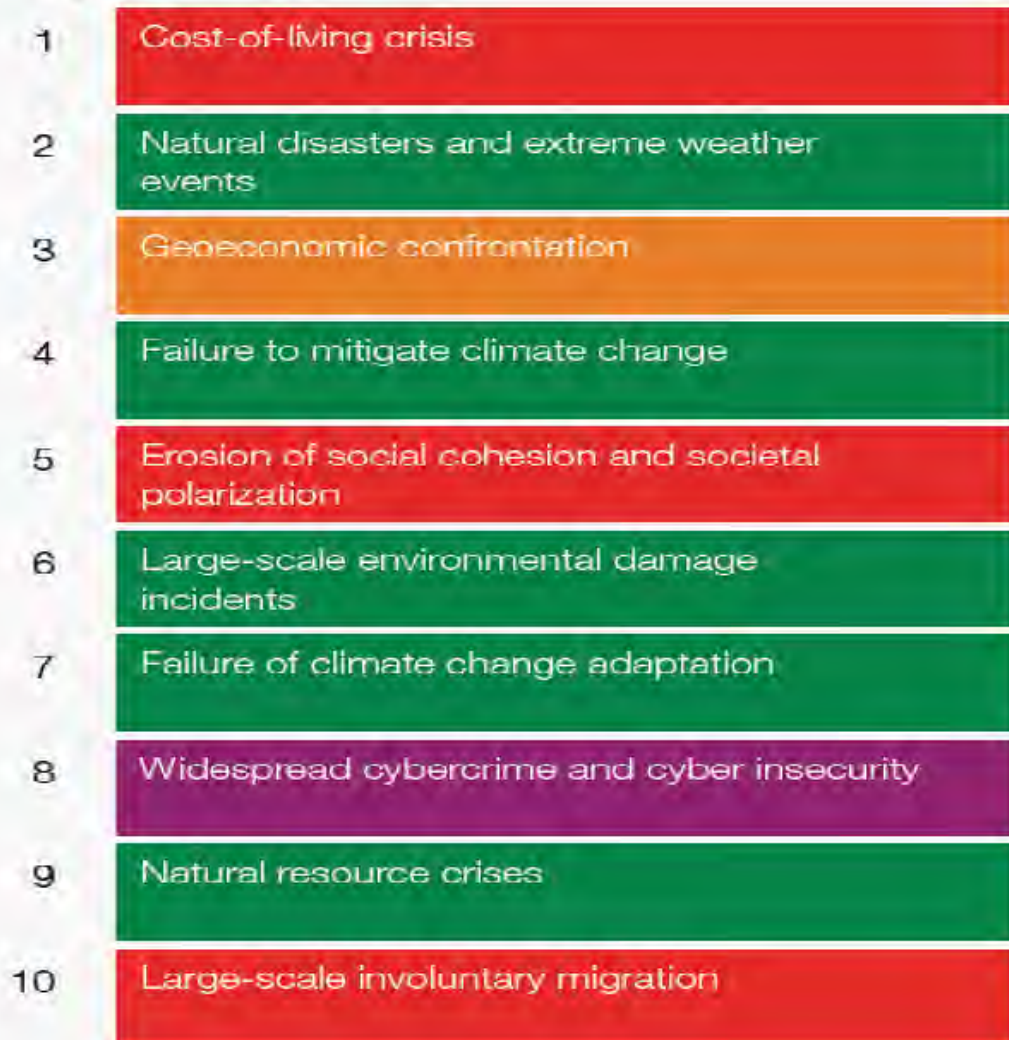 1 Cost-of-living crisis
2 Natural disasters and extreme weather
events
3 Geoeconomic confrontation
4 Failure to mitigate climate change
5 Erosion of social cohesion and societal
polarization
6 Large-scale environmental damage
incidents
7 Failure of climate change adaptation
8 Widespread cybercrime and cyber insecurity
9 Natural resource crises
10 Large-scale involuntary migration